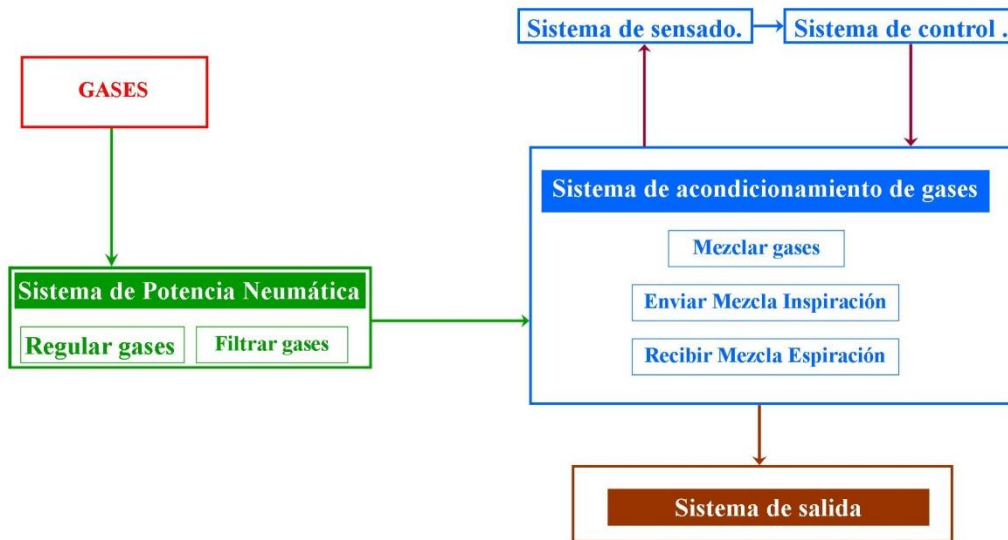 Sistema de sensado.
Sistema de control .
GASES
Sistema de acondicionamiento de gases
Mezclar gases
Sistema de Potencia Neumática
Enviar Mezcla Inspiración
Regular gases
Filtrar gases
Recibir Mezcla Espiración
Sistema de salida